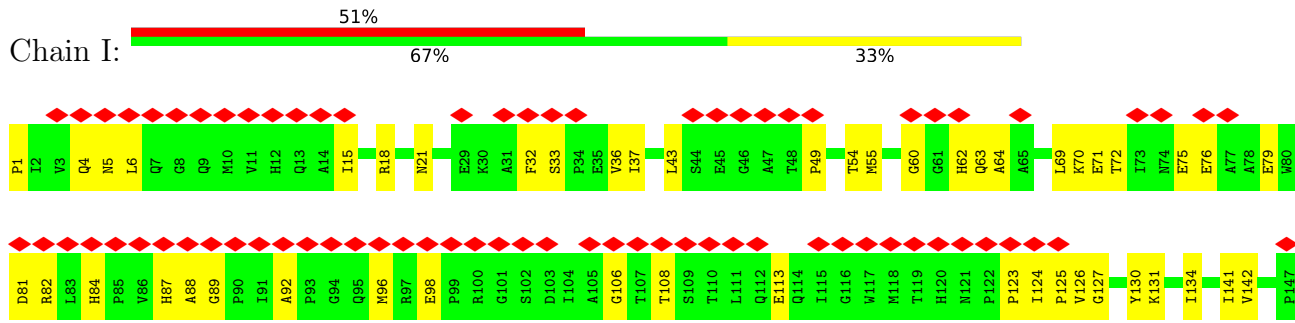 51%
Chain I:
67% 33%
P1 I2 V3 Q4 N5 L6 Q7 G8 Q9 M10 V11 H12 Q13 A14 I15 R18 N21 E29 K30 A31 F32 S33 P34 E35 V36 I37 L43 S44 E45 G46 A47 T48 P49 T54 M55 G60 G61 H62 Q63 A64 A65 L69 K70 E71 T72 I73 N74 E75 E76 A77 A78 E79 W80
D81 R82 L83 H84 P85 V86 H87 A88 G89 P90 I91 A92 P93 G94 Q95 M96 R97 E98 P99 R100 G101 S102 D103 I104 A105 G106 T107 T108 S109 T110 L111 Q112 E113 Q114 I115 G116 W117 M118 T119 H120 N121 P122 P123 I124 P125 V126 G127 Y130 K131 I134 I141 V142 P147